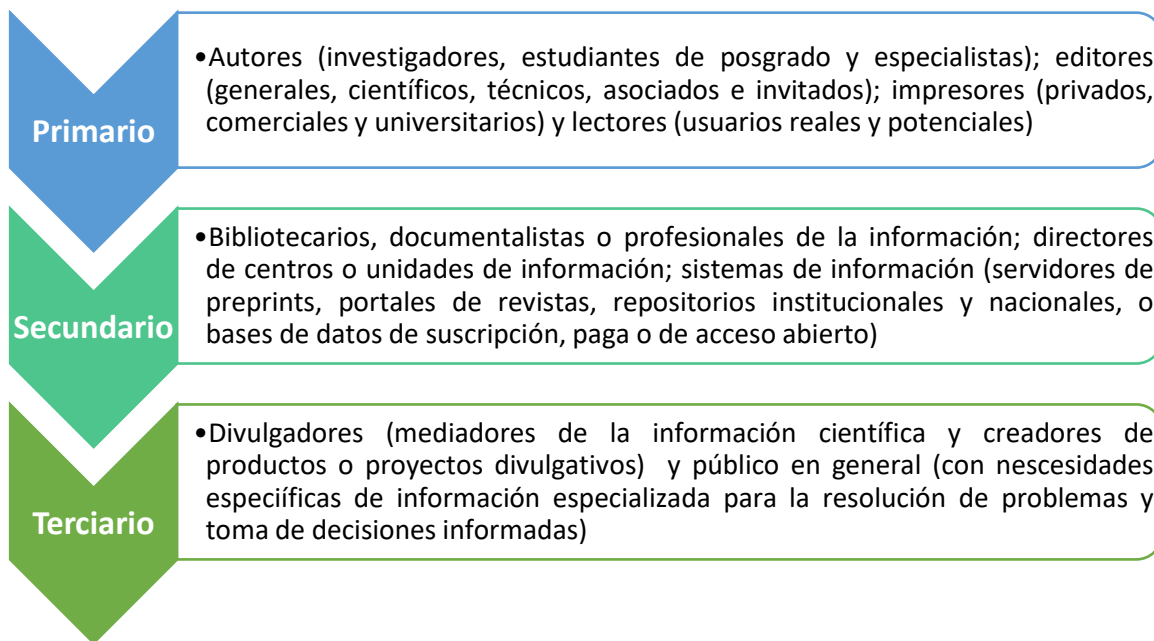 Primario
•Autores (investigadores, estudiantes de posgrado y especialistas); editores
(generales, científicos, técnicos, asociados e invitados); impresores (privados,
comerciales y universitarios) y lectores (usuarios reales y potenciales)
Secundario
•Bibliotecarios, documentalistas o profesionales de la información; directores
de centros o unidades de información; sistemas de información (servidores de
preprints, portales de revistas, repositorios institucionales y nacionales, o
bases de datos de suscripción, paga o de acceso abierto)
Terciario
•Divulgadores (mediadores de la información científica y creadores de
productos o proyectos divulgativos) y público en general (con nescesidades
especiíficas de información especializada para la resolución de problemas y
toma de decisiones informadas)